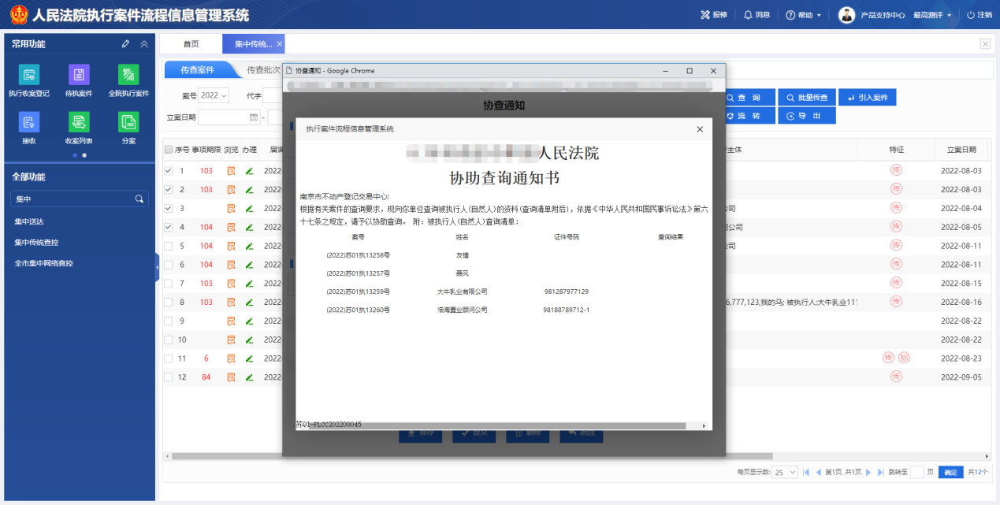 人民法院执行案件流程信息管理系统
报修 消息 帮助 产品支持中心 最高测评 注销
常用功能
首页 集中传统...
执行收案登记 待执案件 全院执行案件
接收 收案列表 分案
全部功能
集中
集中送达
集中传统查控
全市集中网络查控
传查案件 传查批次
案号 2022 代字
立案日期 -
查 询 批量传查 引入案件
流 转 导 出
序号 事项期限 浏览 办理 主体 特征 立案日期
1 103 2022- 传 2022-08-03
2 103 2022- 传 2022-08-03
3 2022- 公司 传 2022-08-04
4 104 2022- 公司 传 2022-08-05
5 104 2022- 公司 传 2022-08-11
6 104 2022- 传 2022-08-11
7 103 2022- 传 2022-08-15
8 103 2022- 6,777,123,我的马; 被执行人:大牛乳业111 传 2022-08-16
9 2022- 2022-08-22
10 2022- 2022-08-22
11 6 2022- 传 标 2022-08-23
12 84 2022- 传 2022-09-05
协查通知 - Google Chrome
协查通知
执行案件流程信息管理系统
人民法院
协助查询通知书
南京市不动产登记交易中心:
根据有关案件的查询要求，现向你单位查询被执行人(自然人)的资料(查询清单附后)，依据《中华人民共和国民事诉讼法》第六
十七条之规定，请予以协助查询。 附：被执行人(自然人)查询清单：
案号 姓名 证件号码 查询结果
(2022)苏01执13258号 友情
(2022)苏01执13257号 聂风
(2022)苏01执13259号 大牛乳业有限公司 981287977129
(2022)苏01执13260号 浩海置业顾问公司 98188789712-1
苏01-PLCC202200045
保存 提交 删除 返回
每页显示数: 25 第1页, 共1页 跳转至 页 确定 共12个